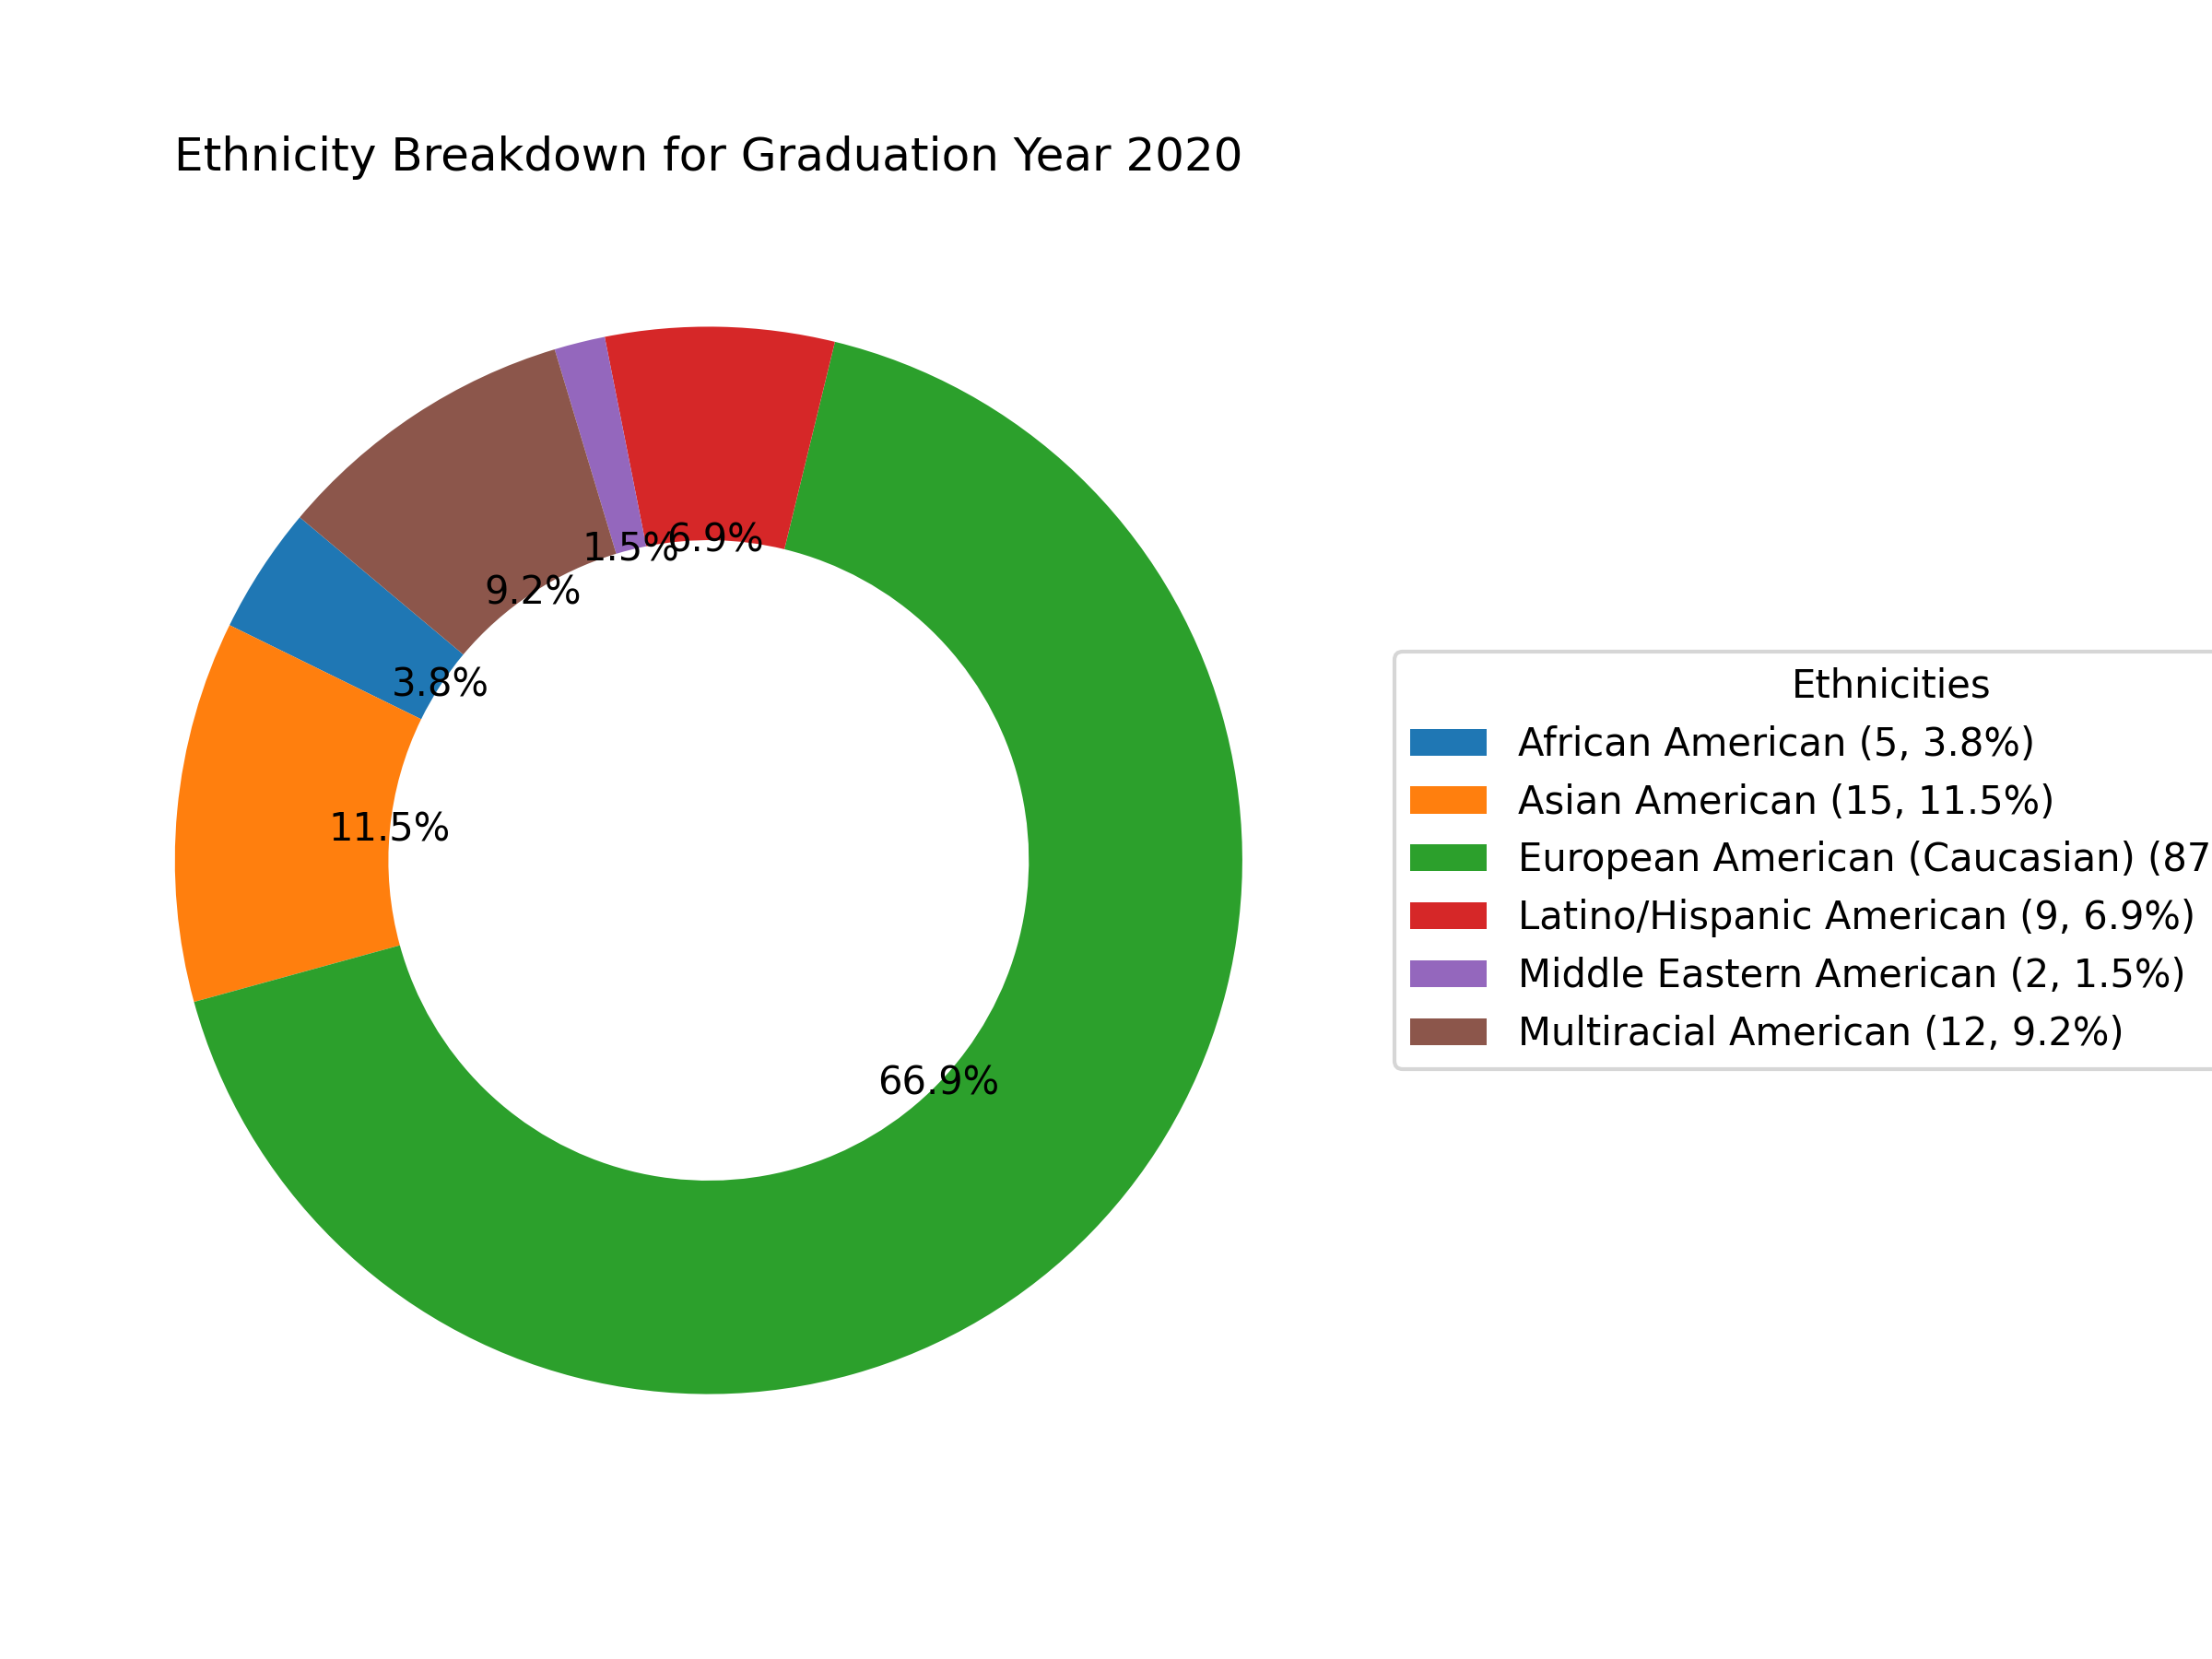 Ethnicity Breakdown for Graduation Year 2020
6.9%
1.5%
9.2%
3.8%
11.5%
66.9%
Ethnicities
African American (5, 3.8%)
Asian American (15, 11.5%)
European American (Caucasian) (87
Latino/Hispanic American (9, 6.9%)
Middle Eastern American (2, 1.5%)
Multiracial American (12, 9.2%)